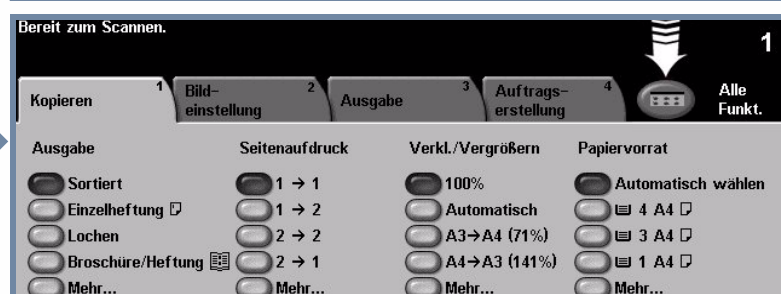 Bereit zum Scannen.
1
Kopieren 1
Bild-
einstellung 2
Ausgabe 3
Auftrags-
erstellung 4
Alle
Funkt.
Ausgabe
Sortiert
Einzelheftung
Lochen
Broschüre/Heftung
Mehr...
Seitenaufdruck
1 → 1
1 → 2
2 → 2
2 → 1
Mehr...
Verkl./Vergrößern
100%
Automatisch
A3→A4 (71%)
A4→A3 (141%)
Mehr...
Papiervorrat
Automatisch wählen
4 A4
3 A4
1 A4
Mehr...